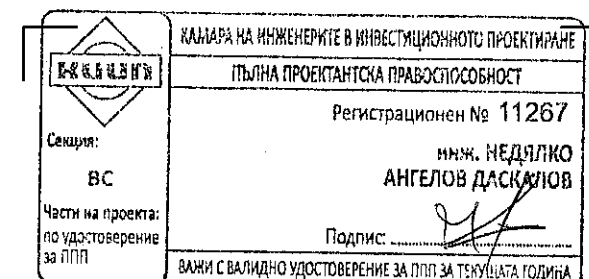 КАМАРА НА ИНЖЕНЕРИТЕ В ИНВЕСТИЦИОННОТО ПРОЕКТИРАНЕ
ПЪЛНА ПРОЕКТАНТСКА ПРАВОСПОСОБНОСТ
КИИП
Секция:
ВС
Части на проекта:
по удостоверение
за ППП
Регистрационен № 11267
инж. НЕДЯЛКО
АНГЕЛОВ ДАСКАЛОВ
Подпис:
ВАЖИ С ВАЛИДНО УДОСТОВЕРЕНИЕ ЗА ППП ЗА ТЕКУЩАТА ГОДИНА